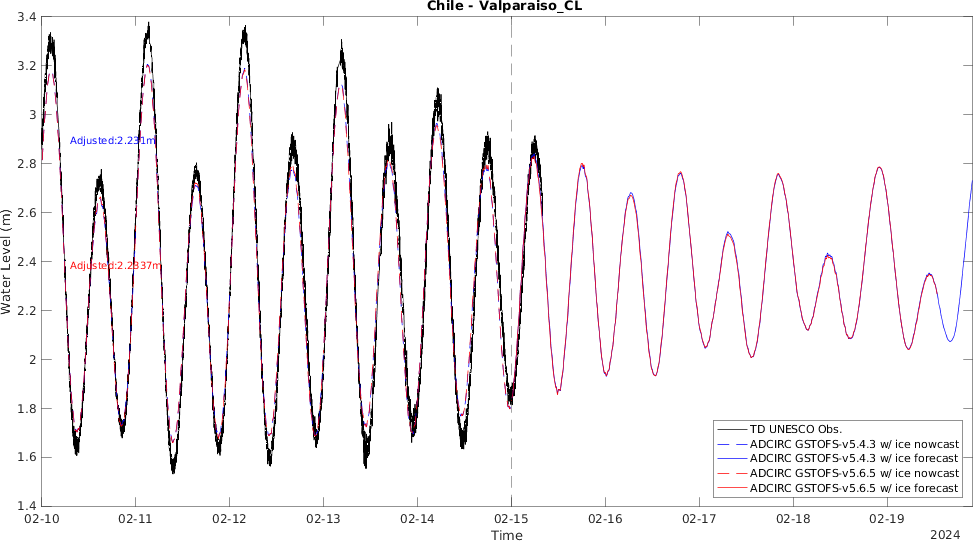 Chile - Valparaiso_CL
3.4
3.2
3
2.8
2.6
2.4
2.2
2
1.8
1.6
1.4
Water Level (m)
Adjusted:2.231m
Adjusted:2.2337m
TD UNESCO Obs.
ADCIRC GSTOFS-v5.4.3 w/ ice nowcast
ADCIRC GSTOFS-v5.4.3 w/ ice forecast
ADCIRC GSTOFS-v5.6.5 w/ ice nowcast
ADCIRC GSTOFS-v5.6.5 w/ ice forecast
02-10 02-11 02-12 02-13 02-14 02-15 02-16 02-17 02-18 02-19
Time
2024